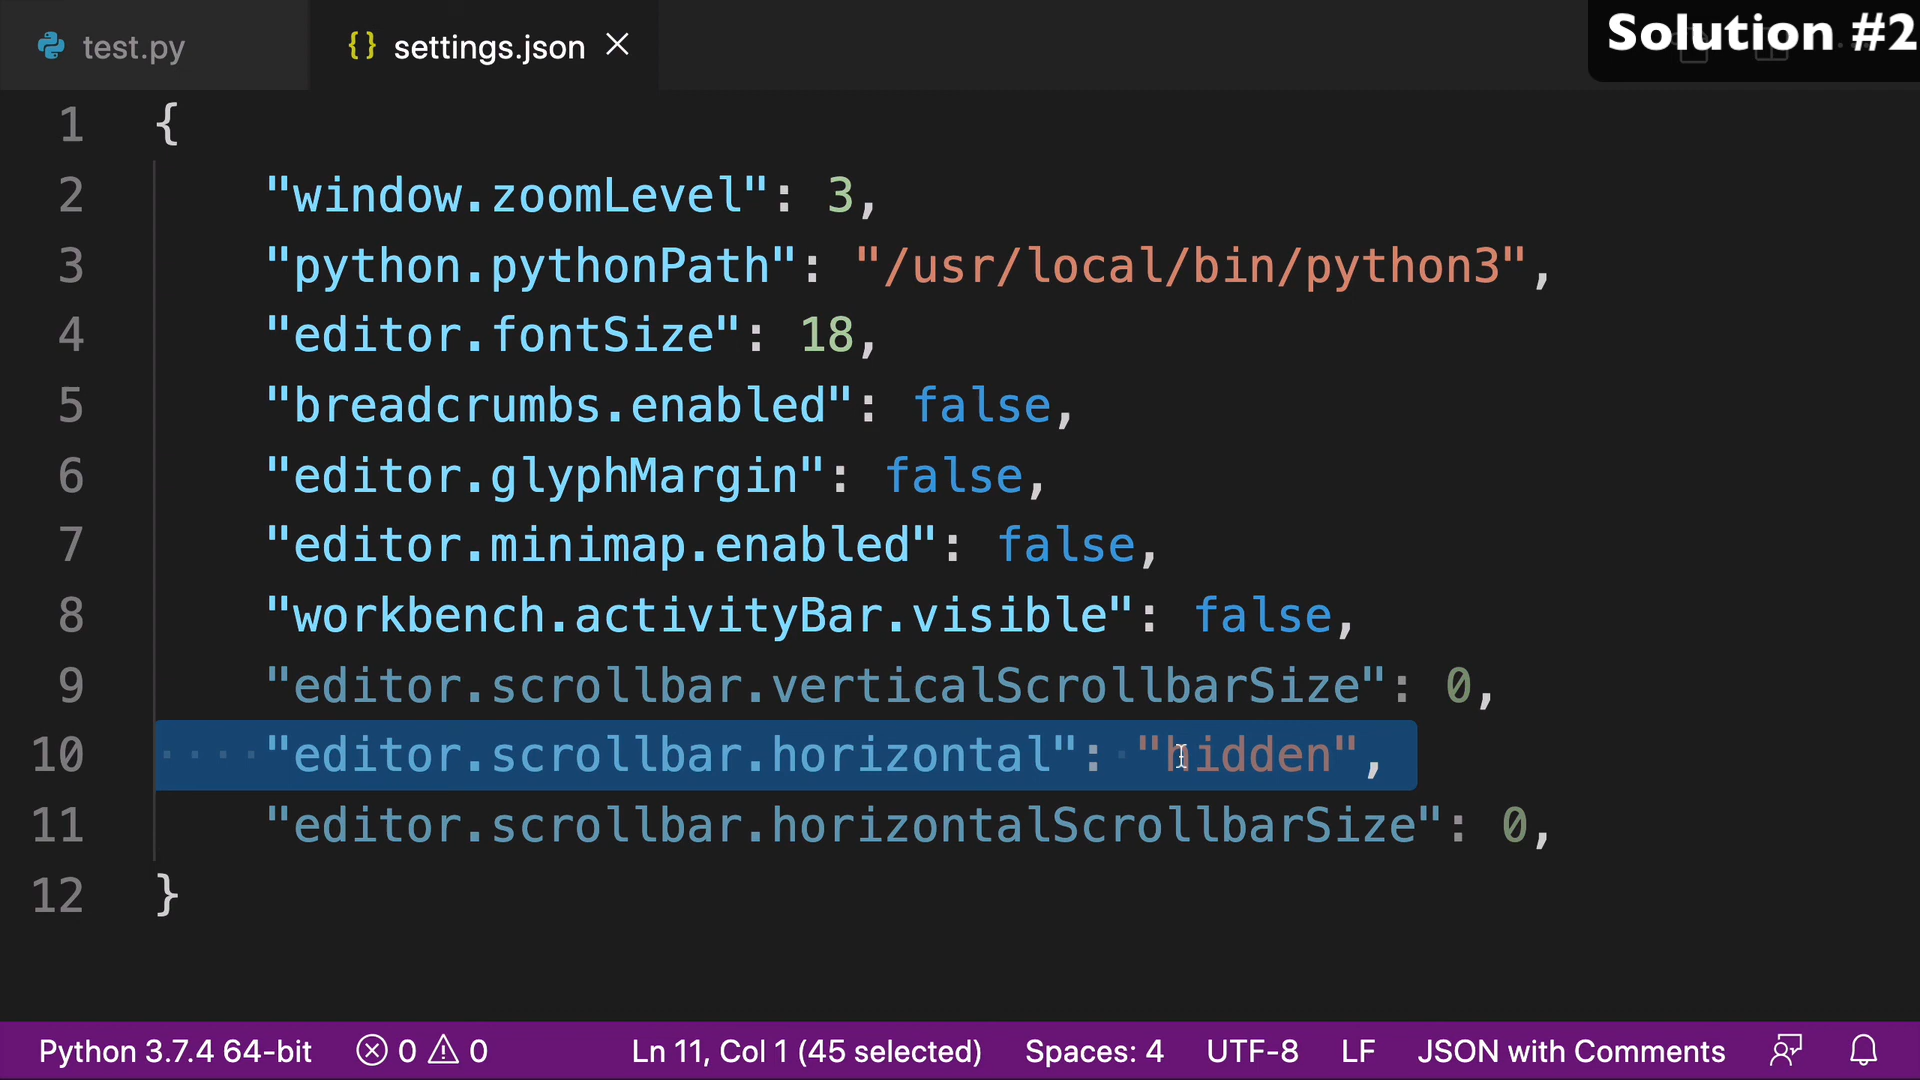 test.py
{} settings.json ×
Solution #2
1 {
2 "window.zoomLevel": 3,
3 "python.pythonPath": "/usr/local/bin/python3",
4 "editor.fontSize": 18,
5 "breadcrumbs.enabled": false,
6 "editor.glyphMargin": false,
7 "editor.minimap.enabled": false,
8 "workbench.activityBar.visible": false,
9 "editor.scrollbar.verticalScrollbarSize": 0,
10 "editor.scrollbar.horizontal": "hidden",
11 "editor.scrollbar.horizontalScrollbarSize": 0,
12 }
Python 3.7.4 64-bit 0 0 Ln 11, Col 1 (45 selected) Spaces: 4 UTF-8 LF JSON with Comments